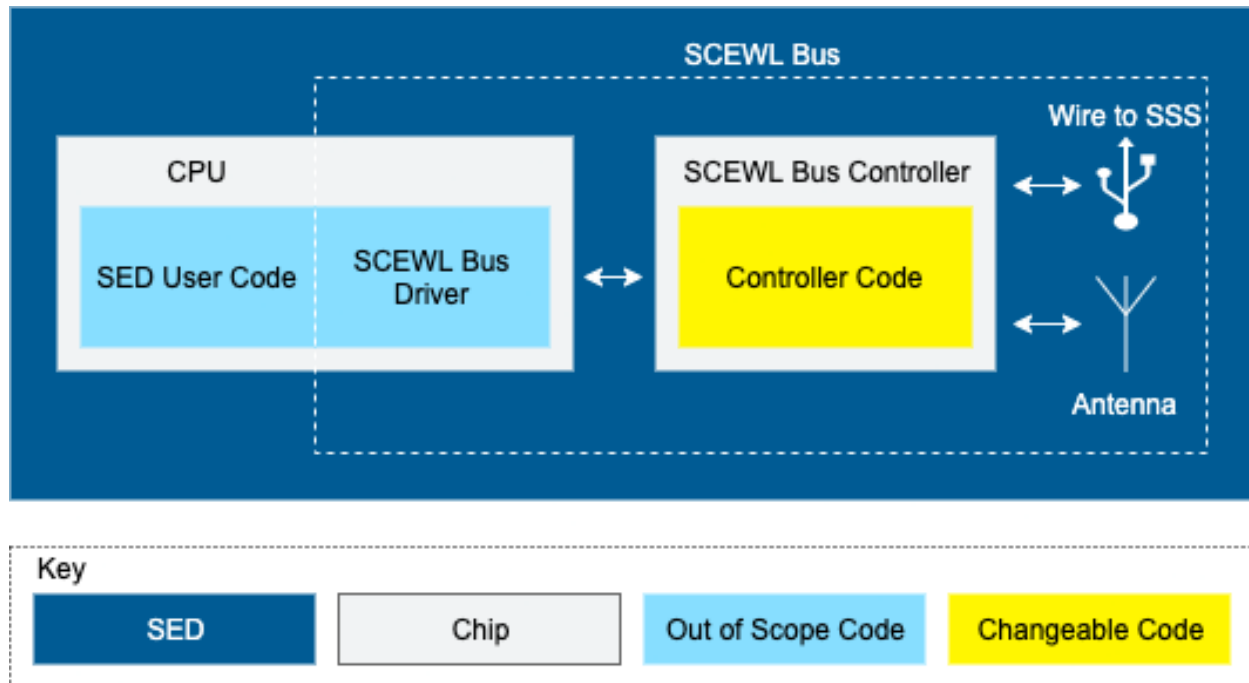 SCEWL Bus
Wire to SSS
CPU
SCEWL Bus Controller
SED User Code
SCEWL Bus
Driver
Controller Code
Antenna
Key
SED
Chip
Out of Scope Code
Changeable Code